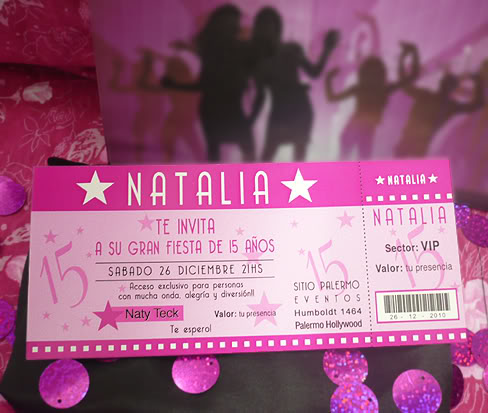 NATALIA
TE INVITA
A SU GRAN FIESTA DE 15 AÑOS
SABADO 26 DICIEMBRE 21HS
Acceso exclusivo para personas
con mucha onda, alegría y diversión!!
Naty Teck
Valor: tu presencia
Te espero!
15
15
SITIO PALERMO
EVENTOS
Humboldt 1464
Palermo Hollywood
NATALIA
NATALIA
Sector: VIP
Valor: tu presencia
15
26 - 12 - 2010